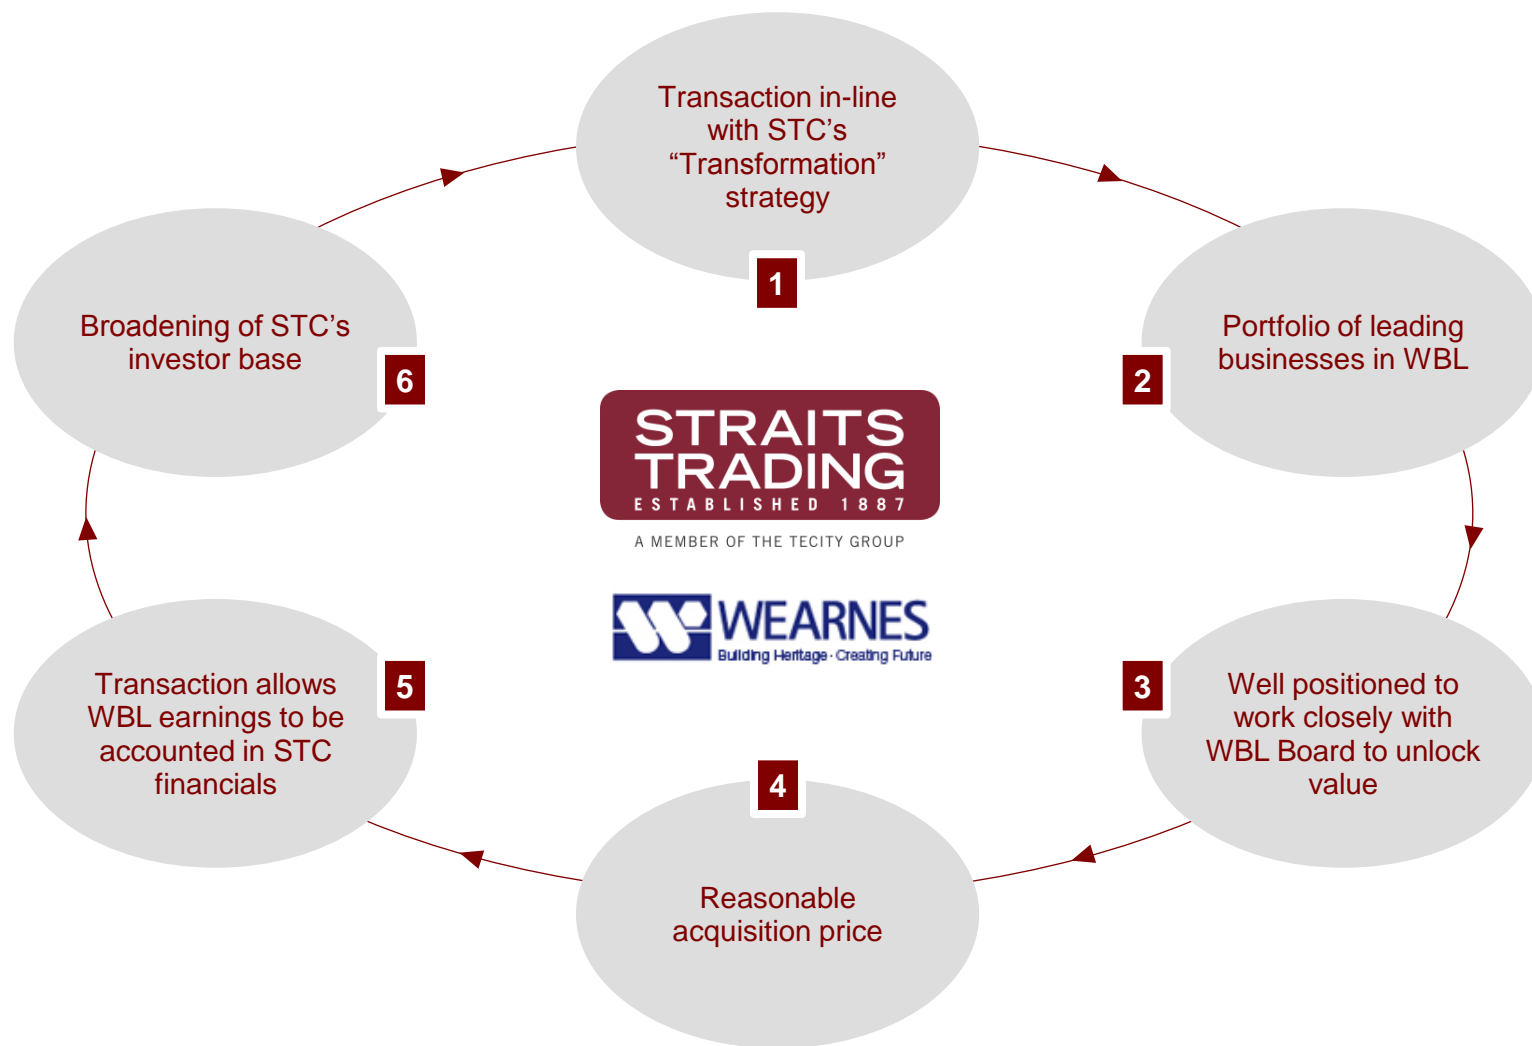 Transaction in-line
with STC’s
“Transformation”
strategy
1
Portfolio of leading
businesses in WBL
2
Well positioned to
work closely with
WBL Board to unlock
value
3
Reasonable
acquisition price
4
Transaction allows
WBL earnings to be
accounted in STC
financials
5
Broadening of STC’s
investor base
6
STRAITS
TRADING
ESTABLISHED 1887
A MEMBER OF THE TECITY GROUP
WEARNES
Building Heritage · Creating Future